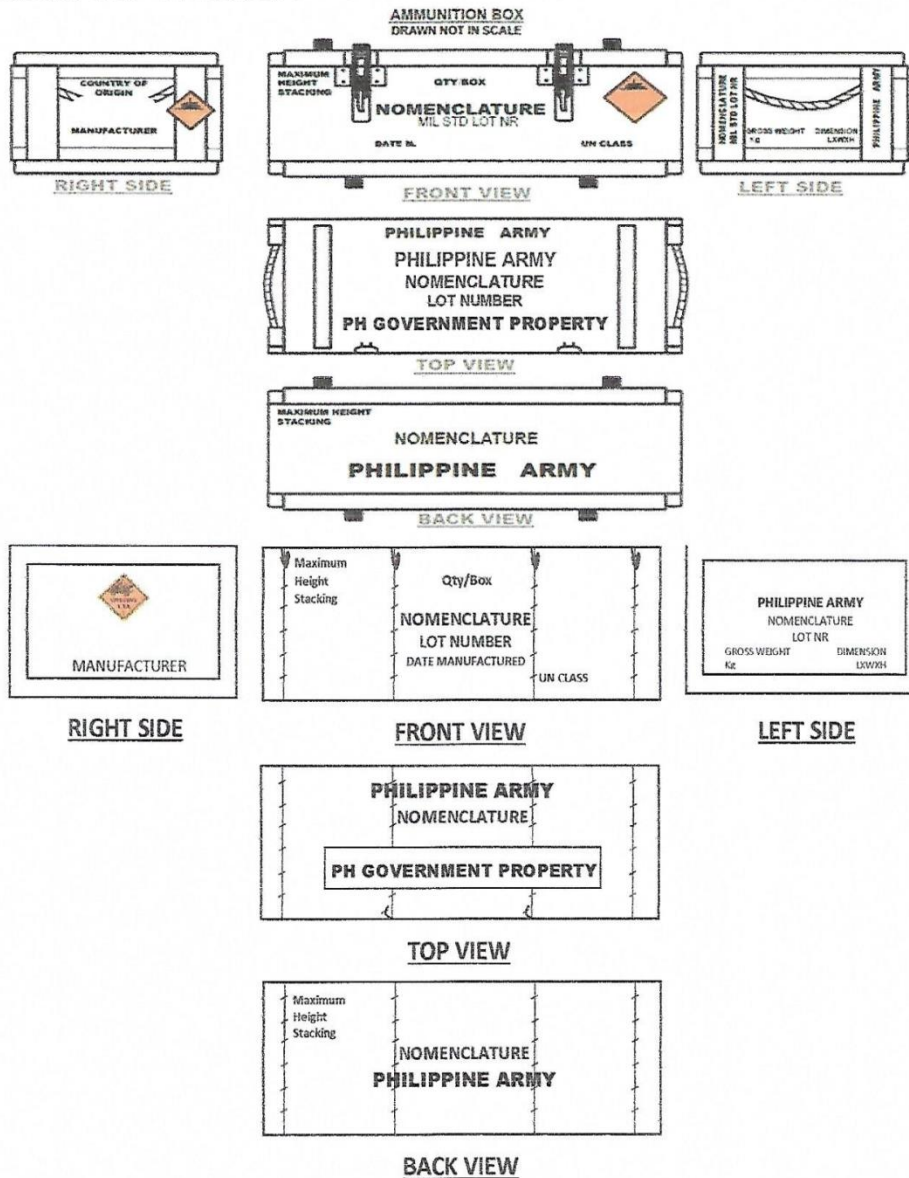 AMMUNITION BOX
DRAWN NOT IN SCALE
COUNTRY OF
ORIGIN
MANUFACTURER
RIGHT SIDE
MAXIMUM
HEIGHT
STACKING
QTY BOX
NOMENCLATURE
MIL STD LOT NR
DATE M.
UN CLASS
FRONT VIEW
NOMENCLATURE
MIL STD LOT NR
GROSS WEIGHT DIMENSION
Kg LXWXH
PHILIPPINE ARMY
LEFT SIDE
PHILIPPINE ARMY
PHILIPPINE ARMY
NOMENCLATURE
LOT NUMBER
PH GOVERNMENT PROPERTY
TOP VIEW
MAXIMUM HEIGHT
STACKING
NOMENCLATURE
PHILIPPINE ARMY
BACK VIEW
MANUFACTURER
RIGHT SIDE
Maximum
Height
Stacking
Qty/Box
NOMENCLATURE
LOT NUMBER
DATE MANUFACTURED
UN CLASS
FRONT VIEW
PHILIPPINE ARMY
NOMENCLATURE
LOT NR
GROSS WEIGHT DIMENSION
Kg LXWXH
LEFT SIDE
PHILIPPINE ARMY
NOMENCLATURE
PH GOVERNMENT PROPERTY
TOP VIEW
Maximum
Height
Stacking
NOMENCLATURE
PHILIPPINE ARMY
BACK VIEW